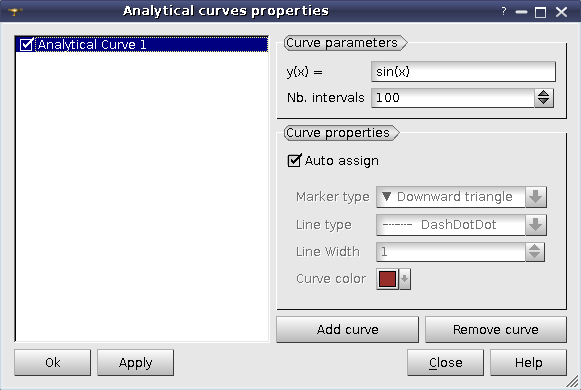 Analytical curves properties
Analytical Curve 1
Curve parameters
y(x) = sin(x)
Nb. intervals 100
Curve properties
Auto assign
Marker type Downward triangle
Line type DashDotDot
Line Width 1
Curve color
Add curve Remove curve
Ok Apply Close Help